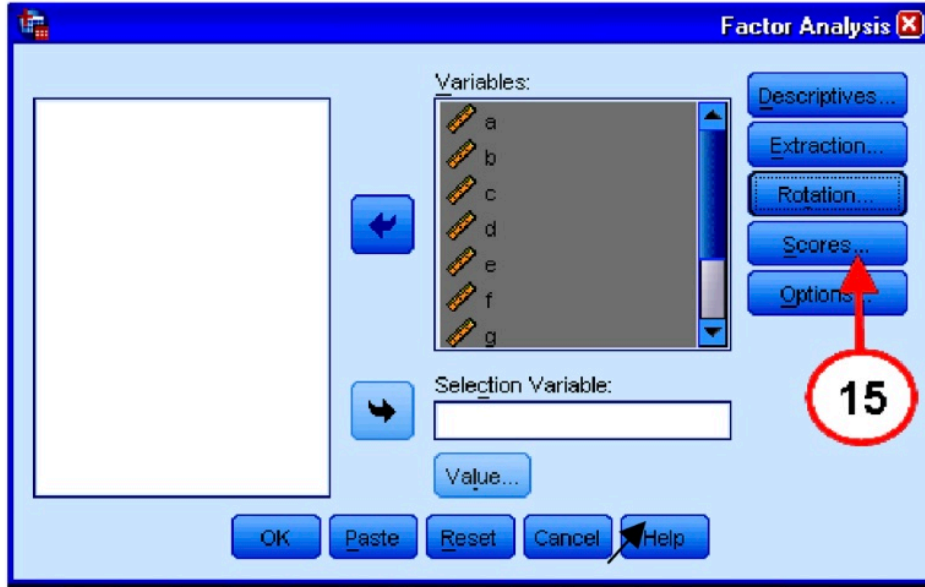 Factor Analysis
Variables:
a
b
c
d
e
f
g
Descriptives...
Extraction...
Rotation...
Scores...
Options...
15
Selection Variable:
Value...
OK Paste Reset Cancel Help